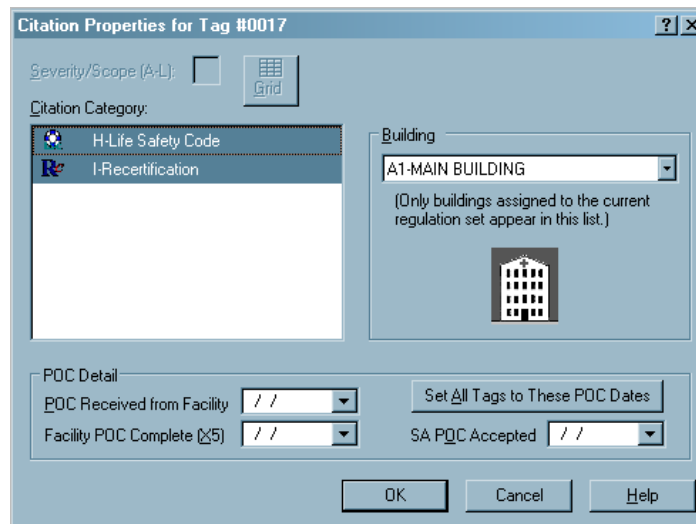 Citation Properties for Tag #0017
Severity/Scope (A-L):
Grid
Citation Category:
H-Life Safety Code
I-Recertification
Building
A1-MAIN BUILDING
(Only buildings assigned to the current
regulation set appear in this list.)
POC Detail
POC Received from Facility / /
Set All Tags to These POC Dates
Facility POC Complete (X5) / /
SA POC Accepted / /
OK Cancel Help